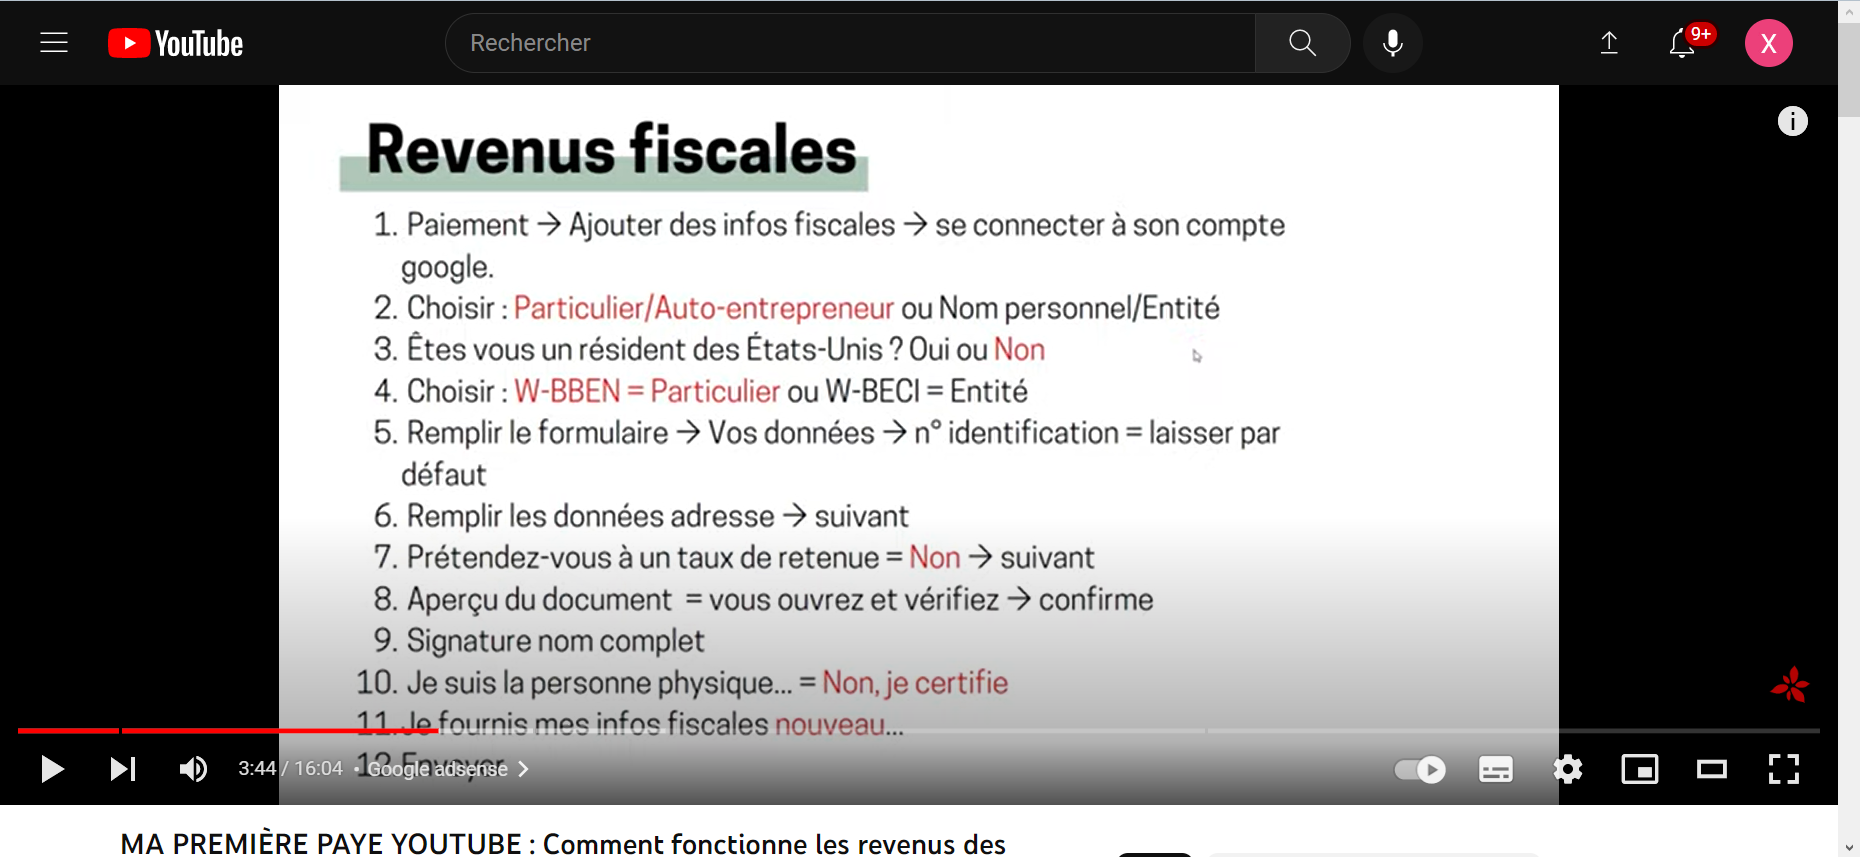 YouTube
Rechercher
9+
X
Revenus fiscales
1. Paiement → Ajouter des infos fiscales → se connecter à son compte
google.
2. Choisir : Particulier/Auto-entrepreneur ou Nom personnel/Entité
3. Êtes vous un résident des États-Unis ? Oui ou Non
4. Choisir : W-BBEN = Particulier ou W-BECI = Entité
5. Remplir le formulaire → Vos données → n° identification = laisser par
défaut
6. Remplir les données adresse → suivant
7. Prétendez-vous à un taux de retenue = Non → suivant
8. Aperçu du document = vous ouvrez et vérifiez → confirme
9. Signature nom complet
10. Je suis la personne physique... = Non, je certifie
11. Je fournis mes infos fiscales nouveau...
12. Envoyer
3:44 / 16:04 • Google adsense
MA PREMIÈRE PAYE YOUTUBE : Comment fonctionne les revenus des